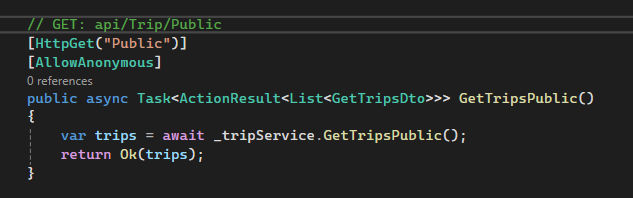 // GET: api/Trip/Public
[HttpGet("Public")]
[AllowAnonymous]
0 references
public async Task<ActionResult<List<GetTripsDto>>> GetTripsPublic()
{
    var trips = await _tripService.GetTripsPublic();
    return Ok(trips);
}